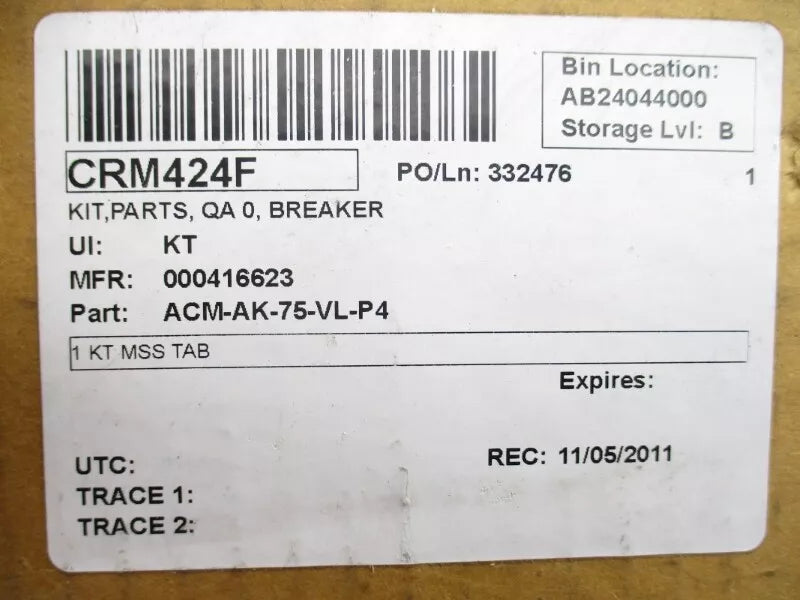 Bin Location:
AB24044000
Storage Lvl: B
CRM424F
PO/Ln: 332476 1
KIT,PARTS, QA 0, BREAKER
UI: KT
MFR: 000416623
Part: ACM-AK-75-VL-P4
1 KT MSS TAB
Expires:
REC: 11/05/2011
UTC:
TRACE 1:
TRACE 2: